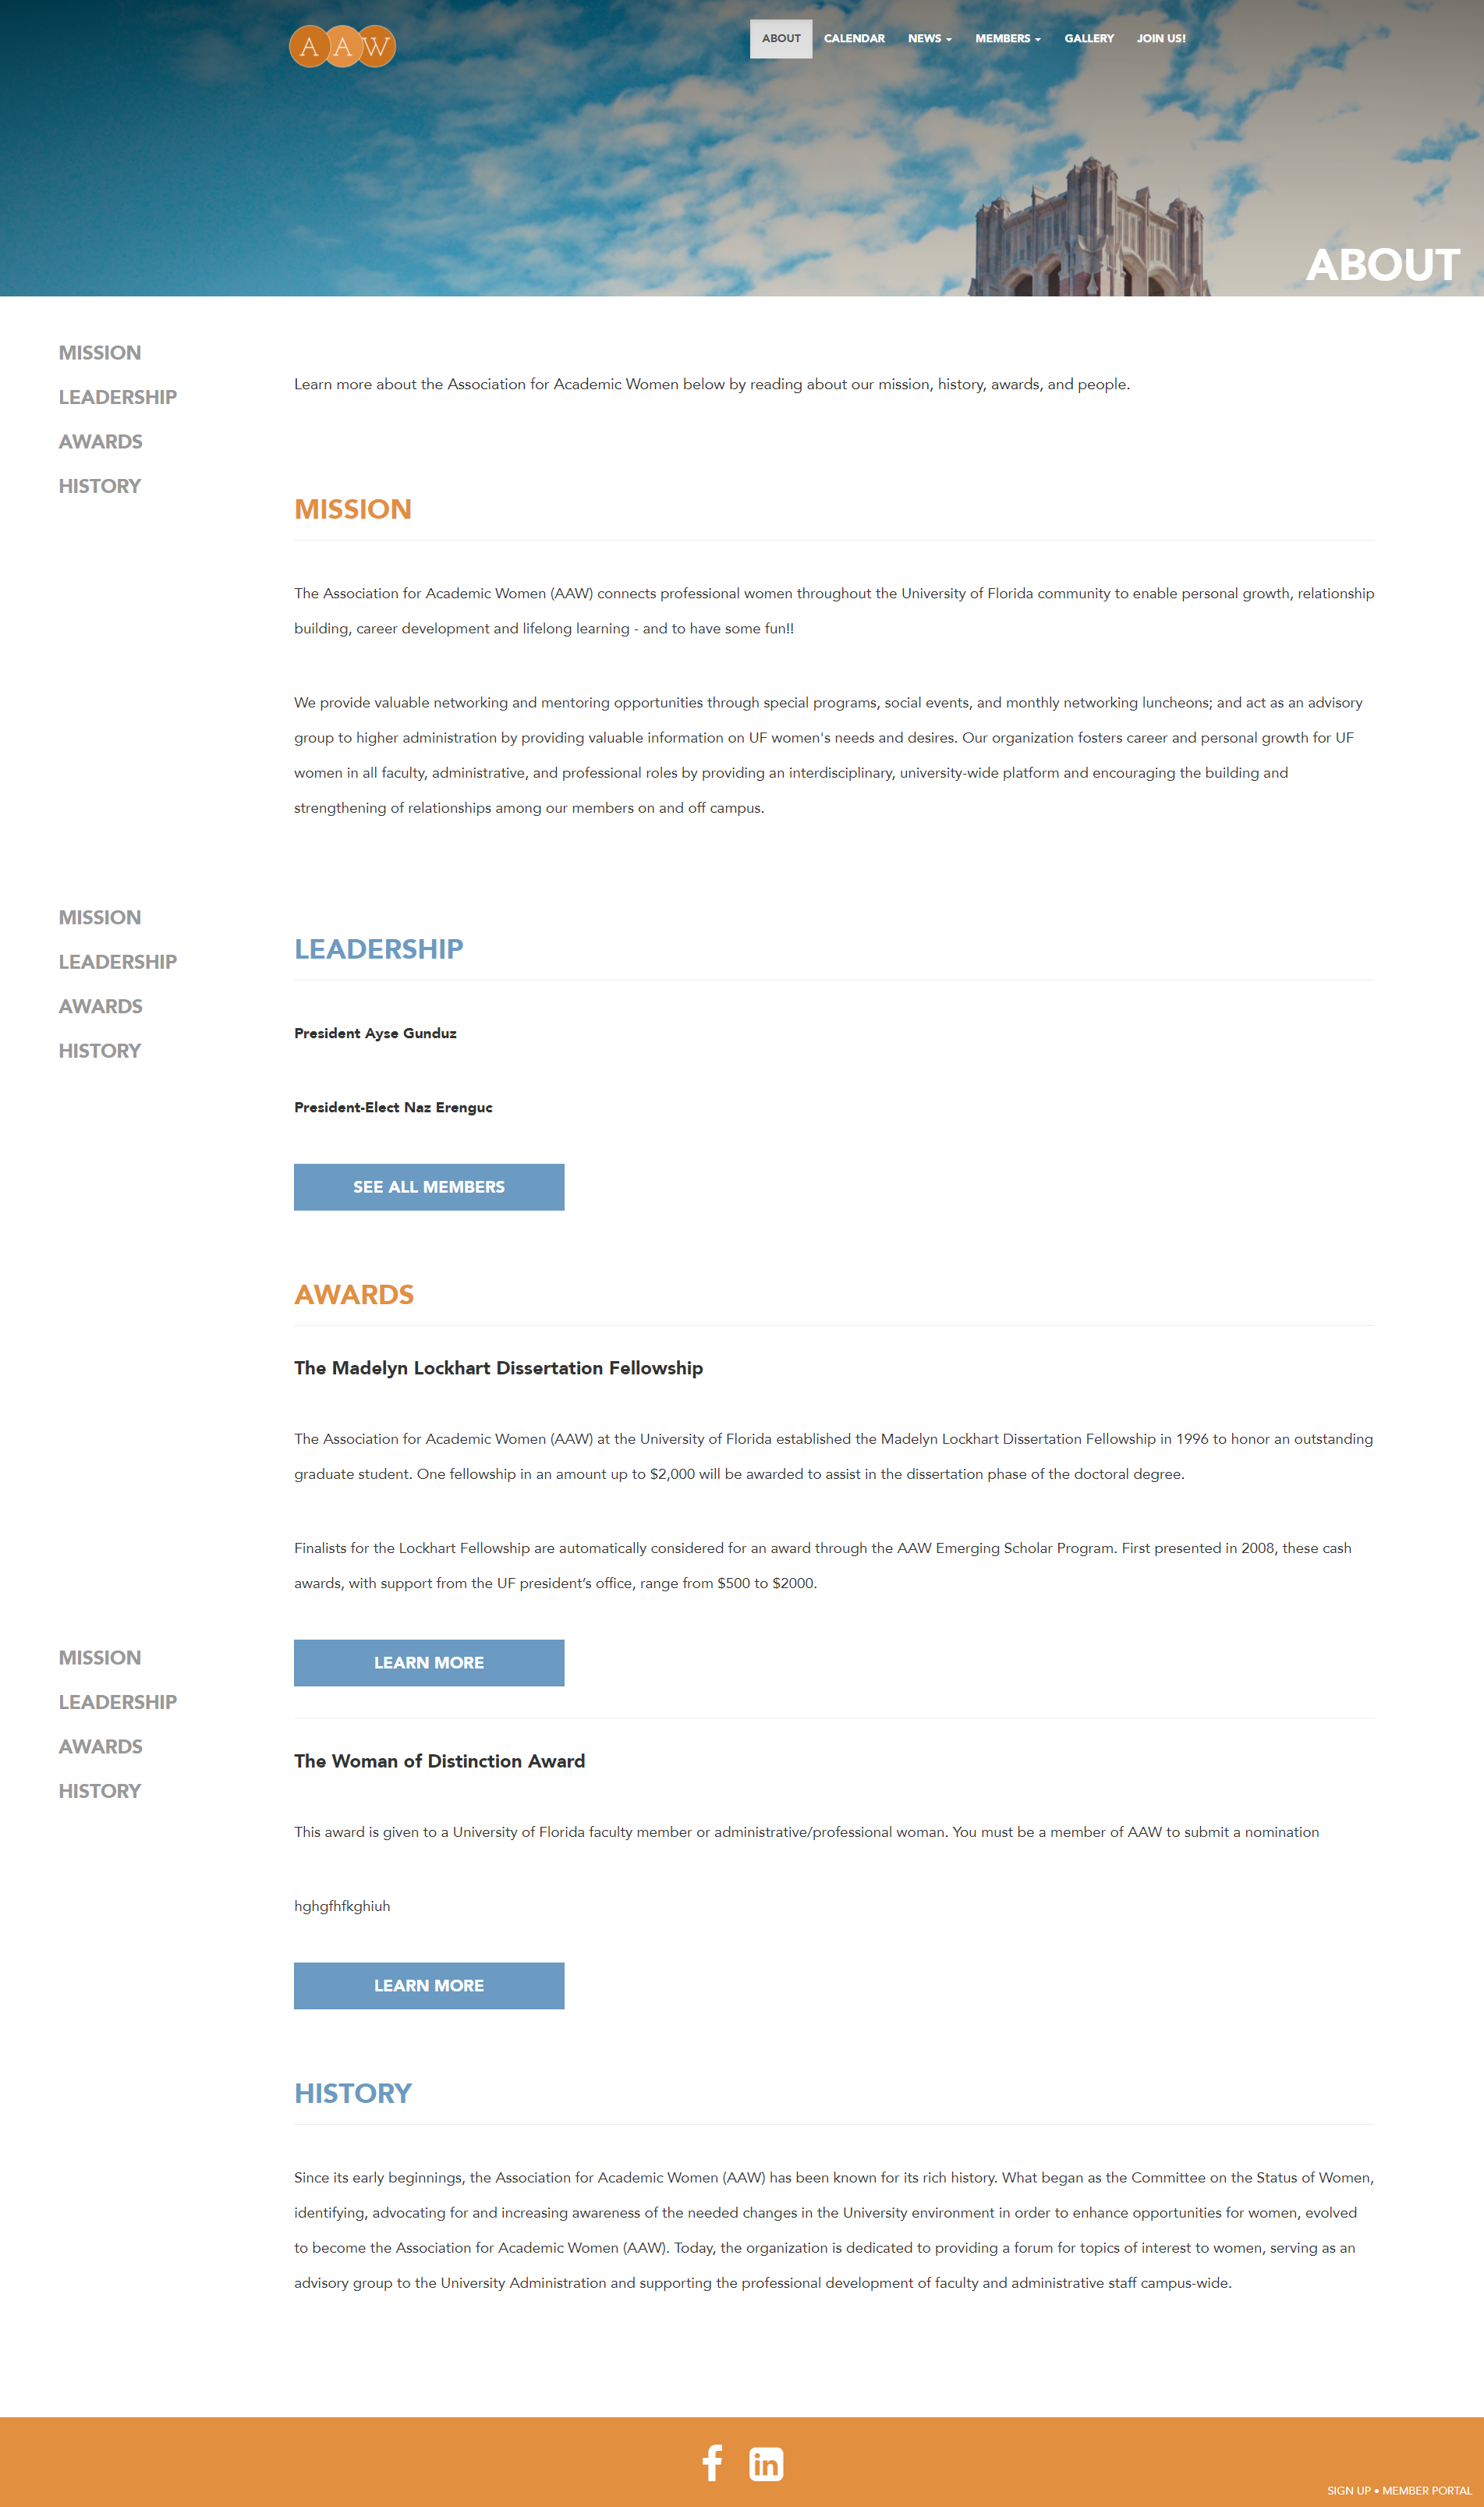 A A W
ABOUT CALENDAR NEWS MEMBERS GALLERY JOIN US!
ABOUT
MISSION
LEADERSHIP
AWARDS
HISTORY
Learn more about the Association for Academic Women below by reading about our mission, history, awards, and people.
MISSION
The Association for Academic Women (AAW) connects professional women throughout the University of Florida community to enable personal growth, relationship
building, career development and lifelong learning - and to have some fun!!
We provide valuable networking and mentoring opportunities through special programs, social events, and monthly networking luncheons; and act as an advisory
group to higher administration by providing valuable information on UF women's needs and desires. Our organization fosters career and personal growth for UF
women in all faculty, administrative, and professional roles by providing an interdisciplinary, university-wide platform and encouraging the building and
strengthening of relationships among our members on and off campus.
MISSION
LEADERSHIP
AWARDS
HISTORY
LEADERSHIP
President Ayse Gunduz
President-Elect Naz Erenguc
SEE ALL MEMBERS
AWARDS
The Madelyn Lockhart Dissertation Fellowship
The Association for Academic Women (AAW) at the University of Florida established the Madelyn Lockhart Dissertation Fellowship in 1996 to honor an outstanding
graduate student. One fellowship in an amount up to $2,000 will be awarded to assist in the dissertation phase of the doctoral degree.
Finalists for the Lockhart Fellowship are automatically considered for an award through the AAW Emerging Scholar Program. First presented in 2008, these cash
awards, with support from the UF president’s office, range from $500 to $2000.
LEARN MORE
MISSION
LEADERSHIP
AWARDS
HISTORY
The Woman of Distinction Award
This award is given to a University of Florida faculty member or administrative/professional woman. You must be a member of AAW to submit a nomination
hghgfhfkghiuh
LEARN MORE
HISTORY
Since its early beginnings, the Association for Academic Women (AAW) has been known for its rich history. What began as the Committee on the Status of Women,
identifying, advocating for and increasing awareness of the needed changes in the University environment in order to enhance opportunities for women, evolved
to become the Association for Academic Women (AAW). Today, the organization is dedicated to providing a forum for topics of interest to women, serving as an
advisory group to the University Administration and supporting the professional development of faculty and administrative staff campus-wide.
f in
SIGN UP • MEMBER PORTAL